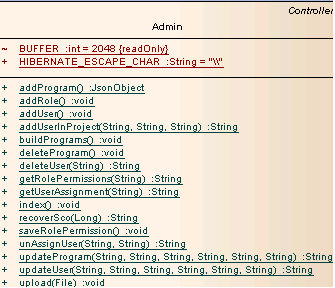 Controller
Admin
~ BUFFER :int = 2048 {readOnly}
+ HIBERNATE_ESCAPE_CHAR :String = "\\"
+ addProgram() :JsonObject
+ addRole() :void
+ addUser() :void
+ addUserInProject(String, String, String) :String
+ buildPrograms() :void
+ deleteProgram() :void
+ deleteUser(String) :String
+ getRolePermissions(String) :String
+ getUserAssignment(String) :String
+ index() :void
+ recoverSco(Long) :String
+ saveRolePermission() :void
+ unAssignUser(String, String) :String
+ updateProgram(String, String, String, String, String) :String
+ updateUser(String, String, String, String, String) :String
+ upload(File) :void